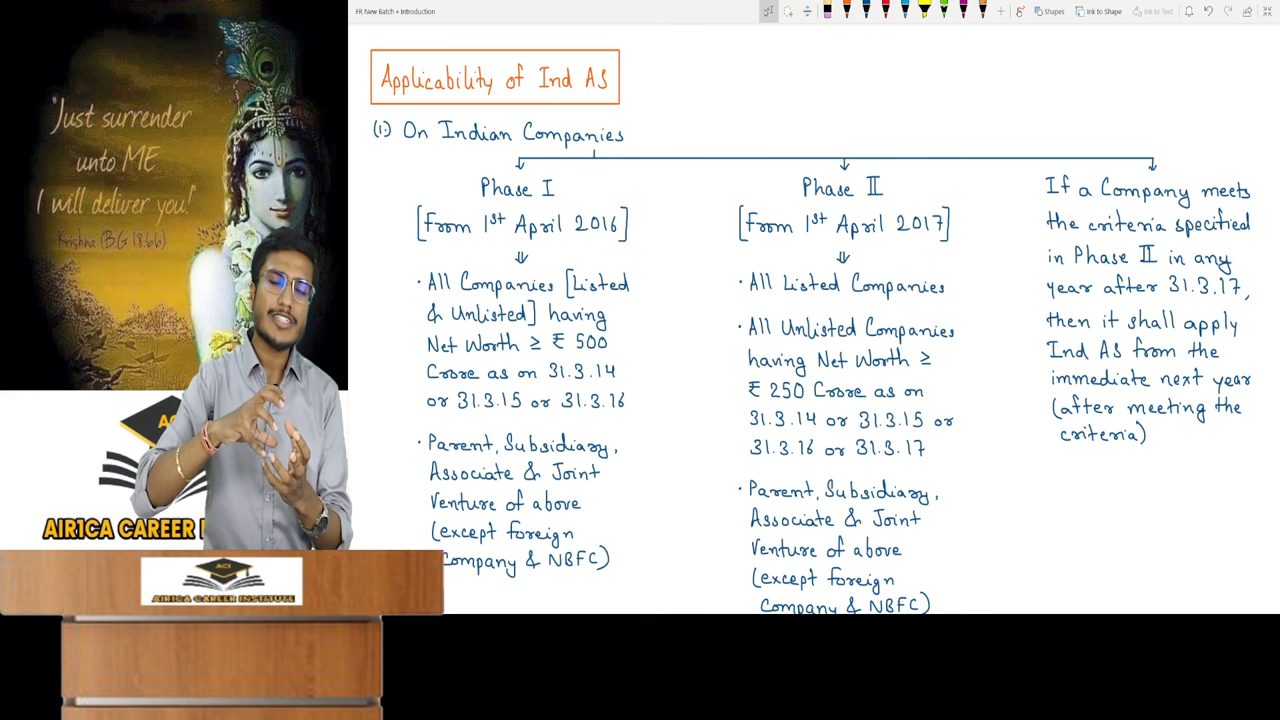 FR New Batch » Introduction
Shapes
Ink to Shape
Ink to Text
"Just surrender
unto ME
I will deliver you!"
-Krishna (BG 18:66)
Applicability of Ind AS
(1.) On Indian Companies
Phase I
[From 1st April 2016]
⇓
· All Companies [Listed
& Unlisted] having
Net Worth ≥ ₹ 500
Crore as on 31.3.14
or 31.3.15 or 31.3.16
· Parent, Subsidiary,
Associate & Joint
Venture of above
(except foreign
Company & NBFC)
Phase II
[From 1st April 2017]
⇓
· All Listed Companies
· All Unlisted Companies
having Net Worth ≥
₹ 250 Crore as on
31.3.14 or 31.3.15 or
31.3.16 or 31.3.17
· Parent, Subsidiary,
Associate & Joint
Venture of above
(except foreign
Company & NBFC)
If a Company meets
the criteria specified
in Phase II in any
year after 31.3.17,
then it shall apply
Ind AS from the
immediate next year
(after meeting the
criteria)
AIR1CA CAREER
ACI
AIR1CA CAREER INSTITUTE